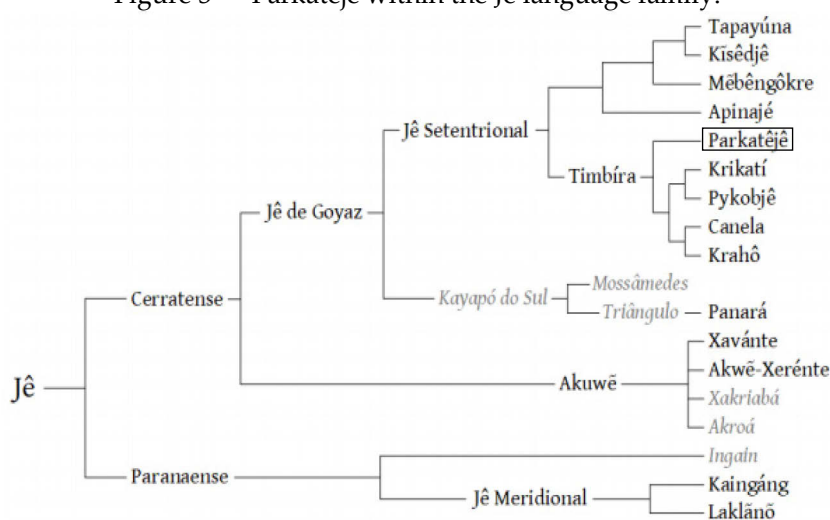 Figure 3 — Parkatêjê within the Jê language family.
Tapayúna
Kĩsêdjê
Mẽbêngôkre
Apinajé
Jê Setentrional
Parkatêjê
Timbíra
Krikatí
Pykobjê
Canela
Krahô
Jê de Goyaz
Kayapó do Sul
Mossâmedes
Triângulo
Panará
Cerratense
Xavánte
Akuwẽ
Akwẽ-Xerénte
Xakriabá
Akroá
Jê
Paranaense
Ingain
Jê Meridional
Kaingáng
Laklãnõ